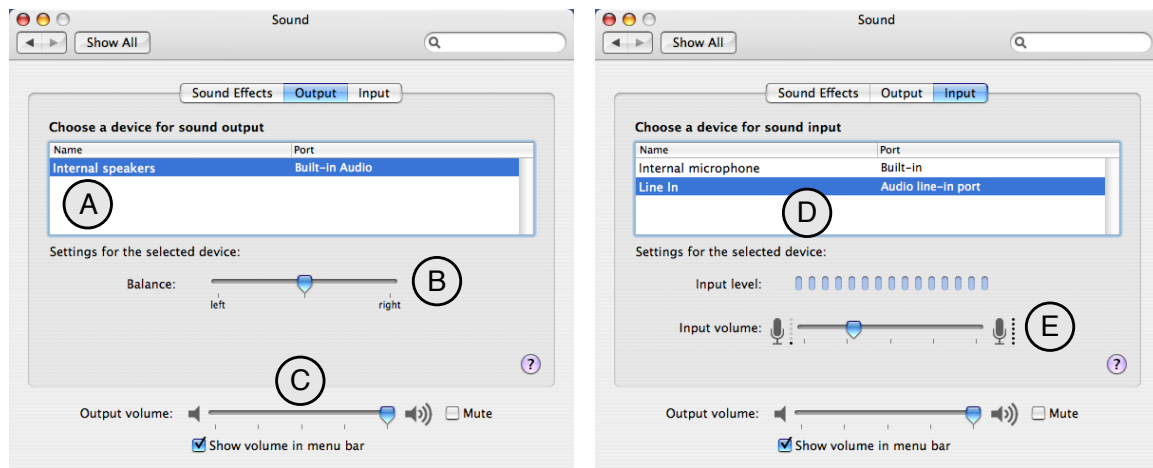 Sound
Show All
Sound Effects Output Input
Choose a device for sound output
Name Port
Internal speakers Built-in Audio
A
Settings for the selected device:
Balance:
B
left right
?
C
Output volume: Mute
Show volume in menu bar
Sound
Show All
Sound Effects Output Input
Choose a device for sound input
Name Port
Internal microphone Built-in
Line In Audio line-in port
D
Settings for the selected device:
Input level:
Input volume:
E
?
Output volume: Mute
Show volume in menu bar